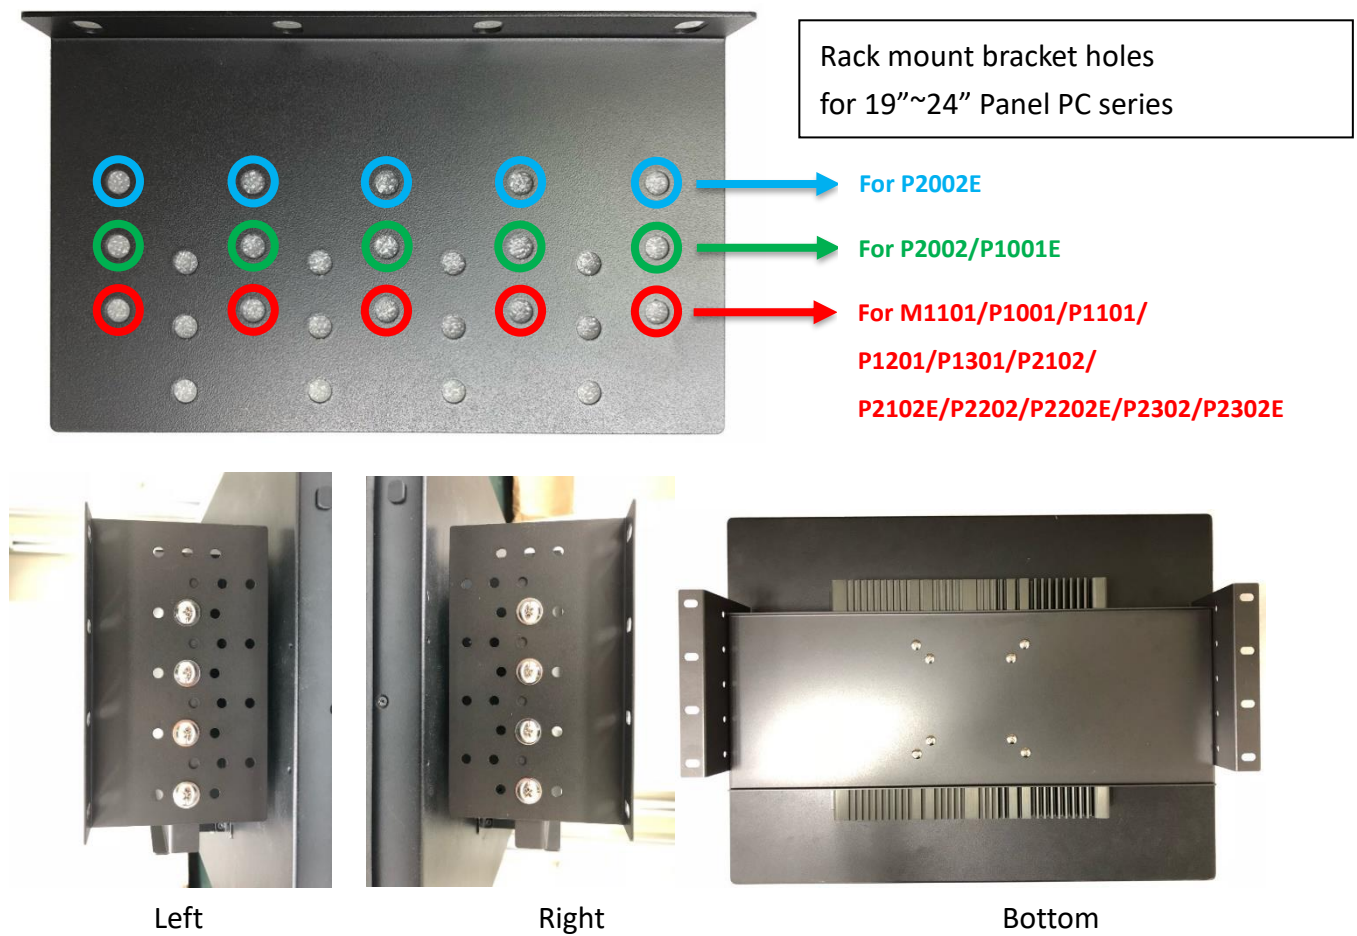 Rack mount bracket holes
for 19”~24” Panel PC series
For P2002E
For P2002/P1001E
For M1101/P1001/P1101/
P1201/P1301/P2102/
P2102E/P2202/P2202E/P2302/P2302E
Left
Right
Bottom